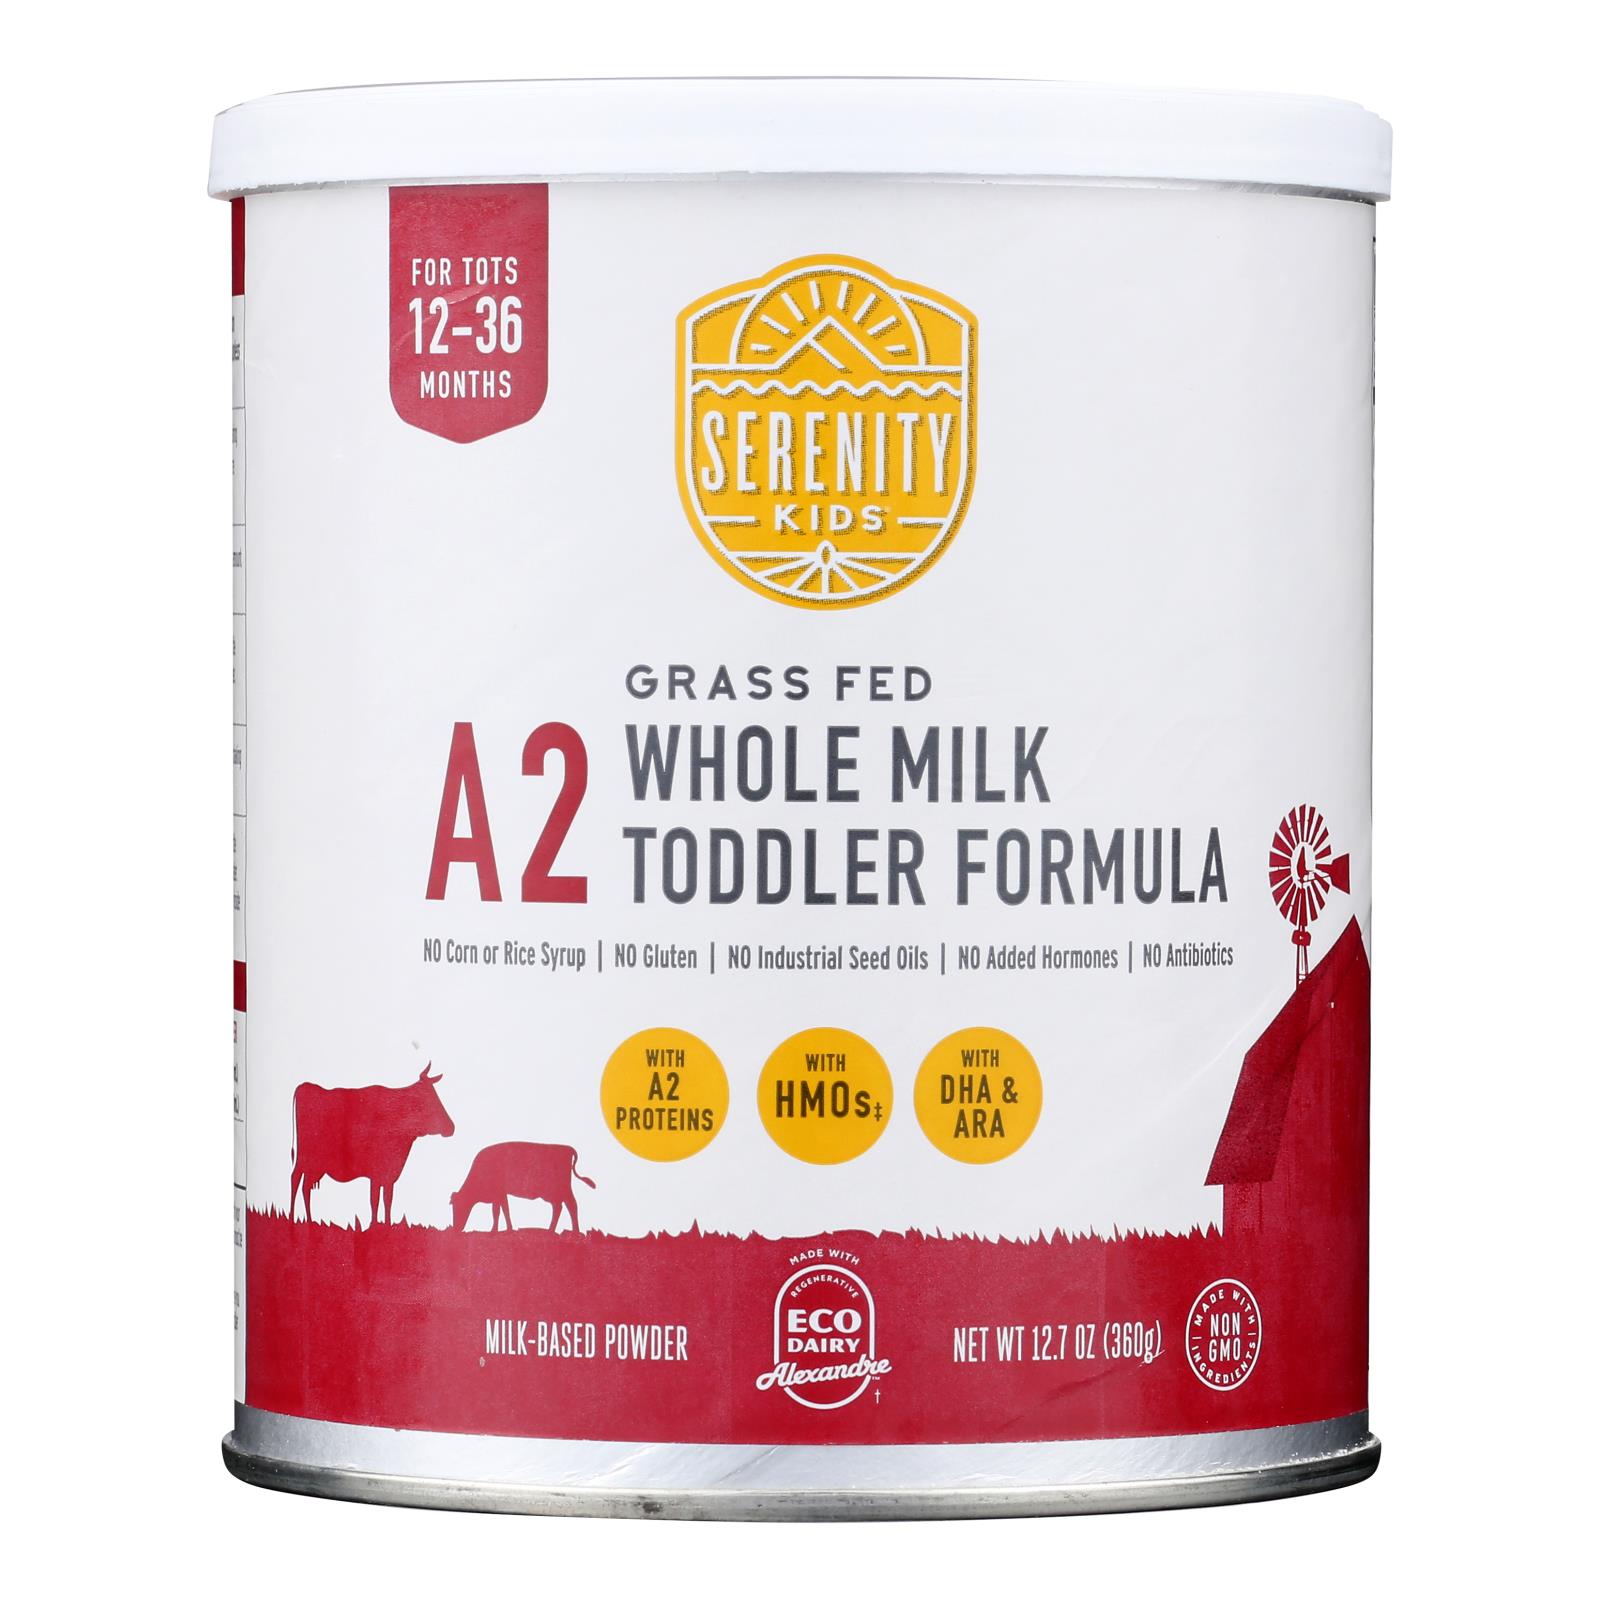 FOR TOTS
12-36
MONTHS
SERENITY
KIDS
GRASS FED
A2
WHOLE MILK
TODDLER FORMULA
NO Corn or Rice Syrup | NO Gluten | NO Industrial Seed Oils | NO Added Hormones | NO Antibiotics
WITH
A2
PROTEINS
WITH
HMOs‡
WITH
DHA &
ARA
MILK-BASED POWDER
MADE WITH
REGENERATIVE
ECO
DAIRY
Alexandre™
†
NET WT 12.7 OZ (360g)
MADE WITH
NON
GMO
INGREDIENTS